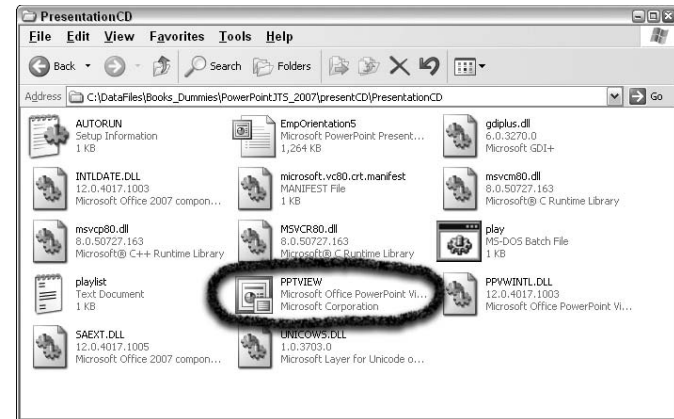 PresentationCD
File Edit View Favorites Tools Help
Back Search Folders
Address C:\DataFiles\Books_Dummies\PowerPointJTS_2007\presentCD\PresentationCD Go
AUTORUN
Setup Information
1 KB
EmpOrientation5
Microsoft PowerPoint Present...
1,264 KB
gdiplus.dll
6.0.3270.0
Microsoft GDI+
INTLDATE.DLL
12.0.4017.1003
Microsoft Office 2007 compon...
microsoft.vc80.crt.manifest
MANIFEST File
1 KB
msvcm80.dll
8.0.50727.163
Microsoft® C Runtime Library
msvcp80.dll
8.0.50727.163
Microsoft® C++ Runtime Library
MSVCR80.dll
8.0.50727.163
Microsoft® C Runtime Library
play
MS-DOS Batch File
1 KB
playlist
Text Document
1 KB
PPTVIEW
Microsoft Office PowerPoint Vi...
Microsoft Corporation
PPVWINTL.DLL
12.0.4017.1003
Microsoft Office PowerPoint Vi...
SAEXT.DLL
12.0.4017.1005
Microsoft Office 2007 compon...
UNICOWS.DLL
1.0.3703.0
Microsoft Layer for Unicode o...